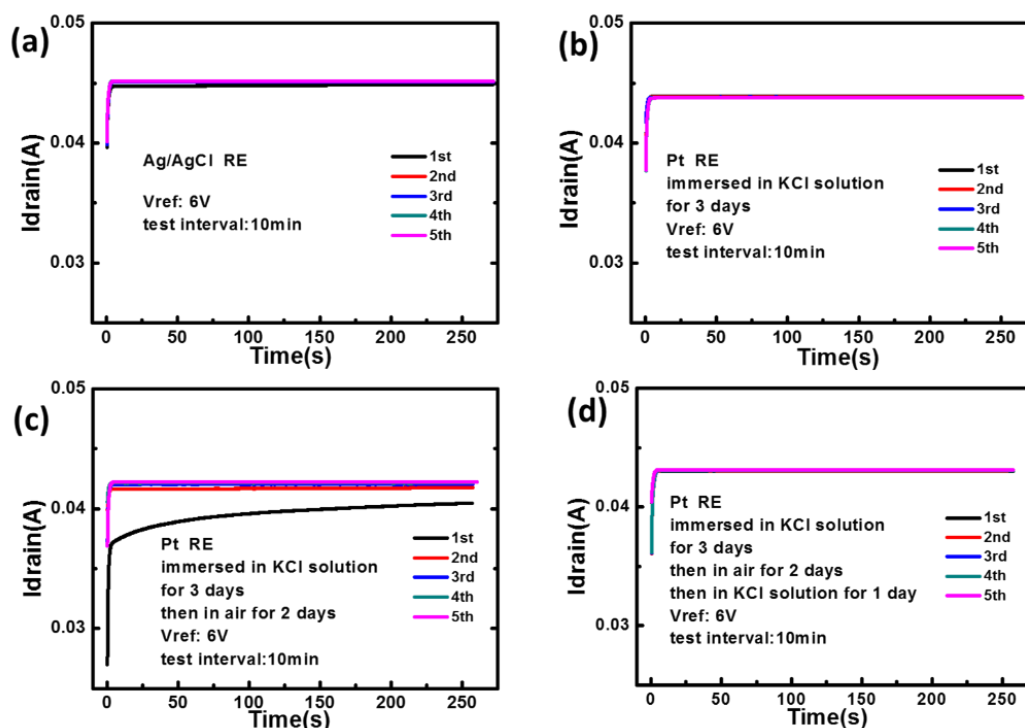 (a)
0.05
0.04
0.03
Idrain(A)
Ag/AgCl RE
Vref: 6V
test interval:10min
1st
2nd
3rd
4th
5th
0 50 100 150 200 250
Time(s)
(b)
0.05
0.04
0.03
Idrain(A)
Pt RE
immersed in KCl solution
for 3 days
Vref: 6V
test interval:10min
1st
2nd
3rd
4th
5th
0 50 100 150 200 250
Time(s)
(c)
0.05
0.04
0.03
Idrain(A)
Pt RE
immersed in KCl solution
for 3 days
then in air for 2 days
Vref: 6V
test interval:10min
1st
2nd
3rd
4th
5th
0 50 100 150 200 250
Time(s)
(d)
0.05
0.04
0.03
Idrain(A)
Pt RE
immersed in KCl solution
for 3 days
then in air for 2 days
then in KCl solution for 1 day
Vref: 6V
test interval:10min
1st
2nd
3rd
4th
5th
0 50 100 150 200 250
Time(s)